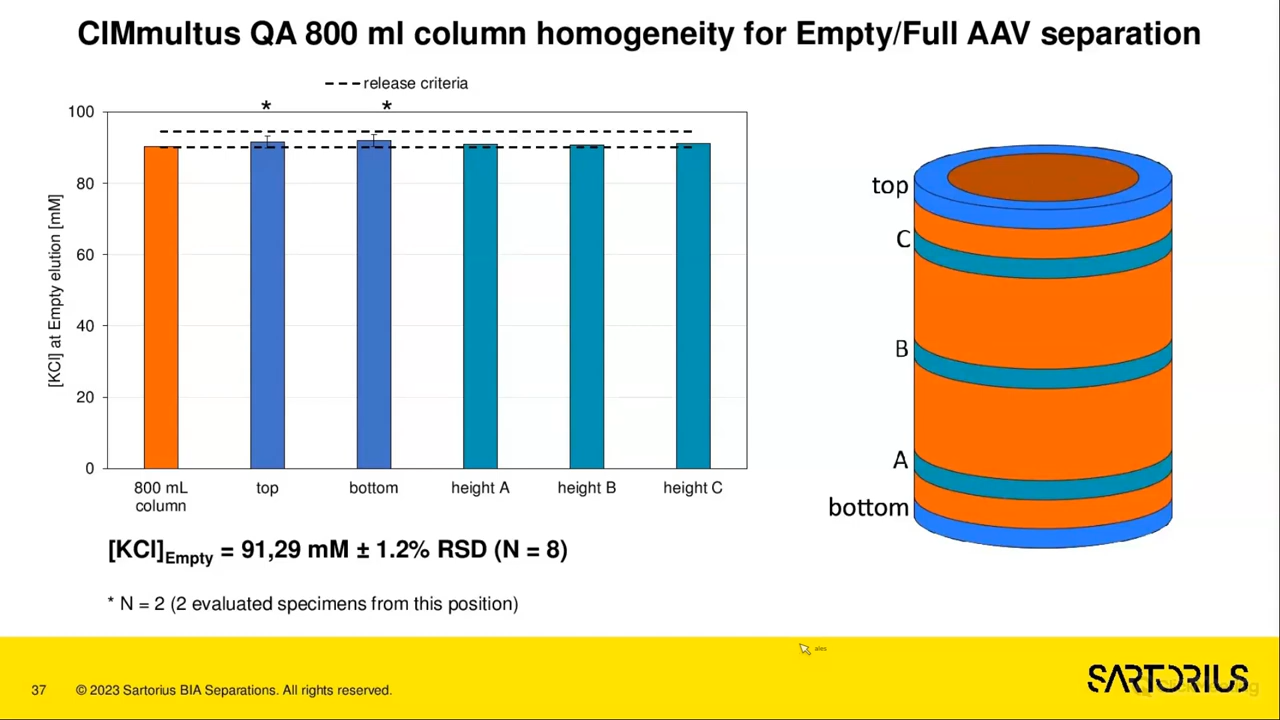 CIMmultus QA 800 ml column homogeneity for Empty/Full AAV separation
release criteria
* *
100
80
60
40
20
0
[KCl] at Empty elution [mM]
800 mL
column
top
bottom
height A
height B
height C
top
C
B
A
bottom
[KCl]Empty = 91,29 mM ± 1.2% RSD (N = 8)
* N = 2 (2 evaluated specimens from this position)
ales
37
© 2023 Sartorius BIA Separations. All rights reserved.
SARTORIUS